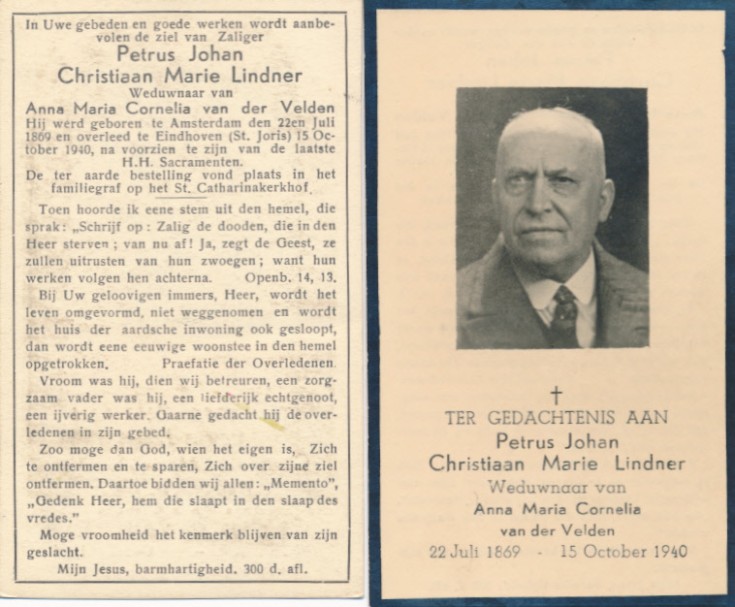 In Uwe gebeden en goede werken wordt aanbe-
volen de ziel van Zaliger
Petrus Johan
Christiaan Marie Lindner
Weduwnaar van
Anna Maria Cornelia van der Velden
Hij werd geboren te Amsterdam den 22en Juli
1869 en overleed te Eindhoven (St. Joris) 15 Oc-
tober 1940, na voorzien te zijn van de laatste
H.H. Sacramenten.
De ter aarde bestelling vond plaats in het
familiegraf op het St. Catharinakerkhof.
Toen hoorde ik eene stem uit den hemel, die
sprak: „Schrijf op: Zalig de dooden, die in den
Heer sterven; van nu af! Ja, zegt de Geest, ze
zullen uitrusten van hun zwoegen; want hun
werken volgen hen achterna. Openb. 14, 13.
Bij Uw geloovigen immers, Heer, wordt het
leven omgevormd, niet weggenomen en wordt
het huis der aardsche inwoning ook gesloopt,
dan wordt eene eeuwige woonstee in den hemel
opgetrokken. Praefatie der Overledenen.
Vroom was hij, dien wij betreuren, een zorg-
zaam vader was hij, een liefderijk echtgenoot,
een ijverig werker. Gaarne gedacht hij de over-
ledenen in zijn gebed.
Zoo moge dan God, wien het eigen is, Zich
te ontfermen en te sparen, Zich over zijne ziel
ontfermen. Daartoe bidden wij allen: „Memento”,
„Gedenk Heer, hem die slaapt in den slaap des
vredes.”
Moge vroomheid het kenmerk blijven van zijn
geslacht.
Mijn Jesus, barmhartigheid. 300 d. afl.
TER GEDACHTENIS AAN
Petrus Johan
Christiaan Marie Lindner
Weduwnaar van
Anna Maria Cornelia
van der Velden
22 Juli 1869 - 15 October 1940